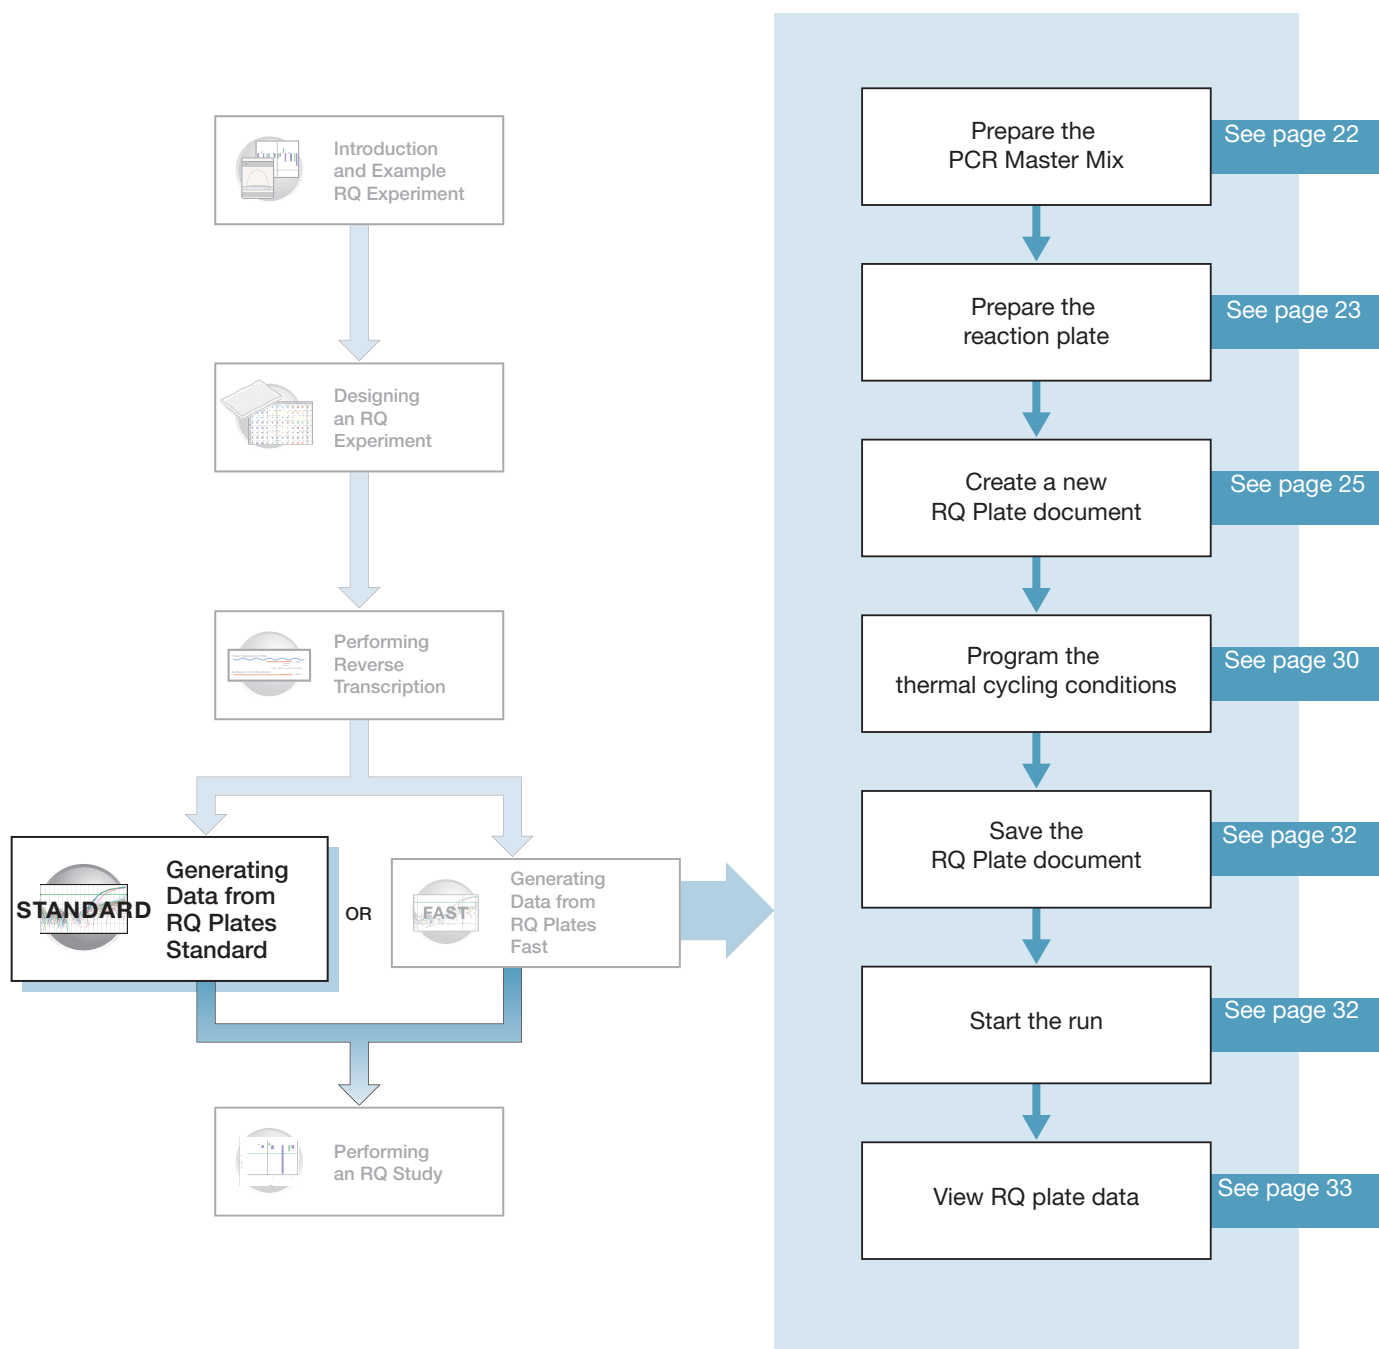 Introduction
and Example
RQ Experiment
Designing
an RQ
Experiment
Performing
Reverse
Transcription
STANDARD
Generating
Data from
RQ Plates
Standard
OR
FAST
Generating
Data from
RQ Plates
Fast
Performing
an RQ Study
Prepare the
PCR Master Mix
See page 22
Prepare the
reaction plate
See page 23
Create a new
RQ Plate document
See page 25
Program the
thermal cycling conditions
See page 30
Save the
RQ Plate document
See page 32
Start the run
See page 32
View RQ plate data
See page 33